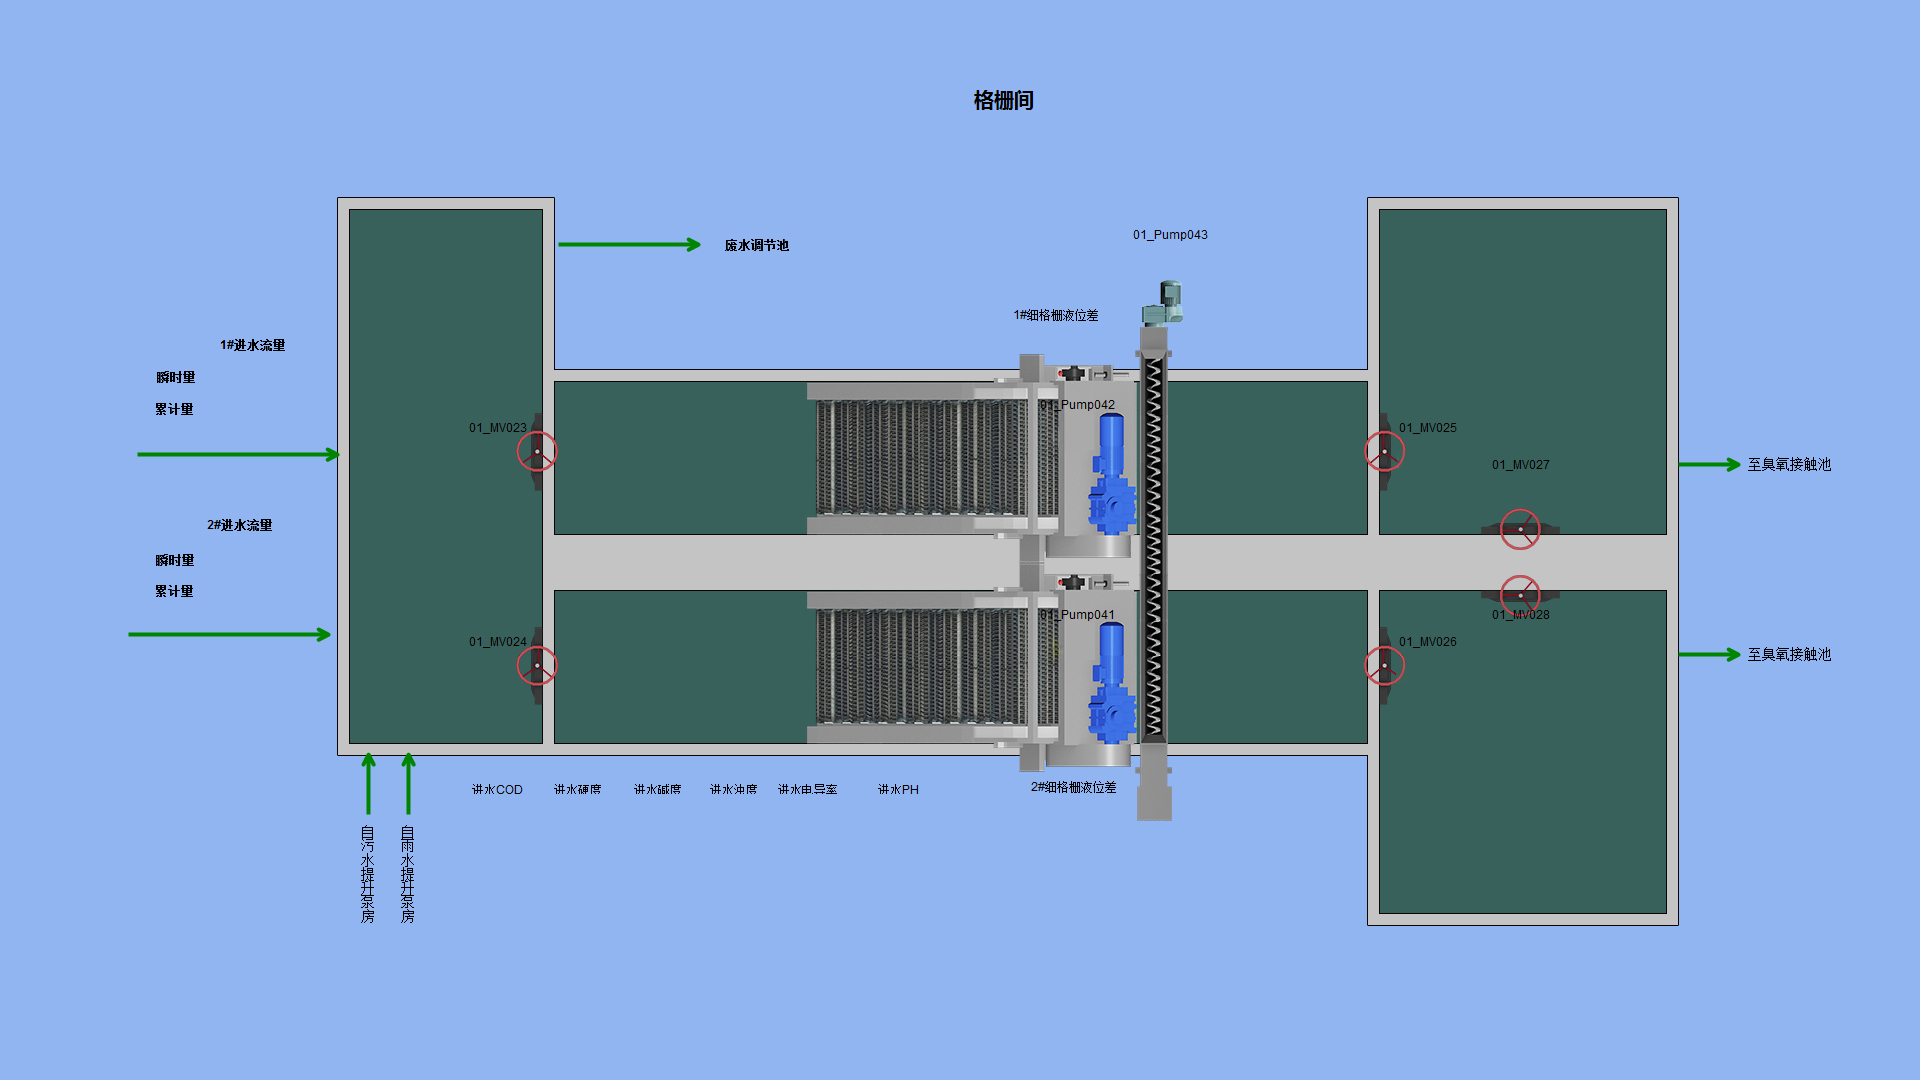 格栅间
01_Pump043
废水调节池
1#细格栅液位差
1#进水流量
瞬时量
累计量
01_Pump042
01_MV023
01_MV025
01_MV027
至臭氧接触池
2#进水流量
瞬时量
累计量
01_Pump041
01_MV028
01_MV024
01_MV026
至臭氧接触池
进水COD
进水硬度
进水碱度
进水浊度
进水电导率
进水PH
2#细格栅液位差
自污水提升泵房
自雨水提升泵房